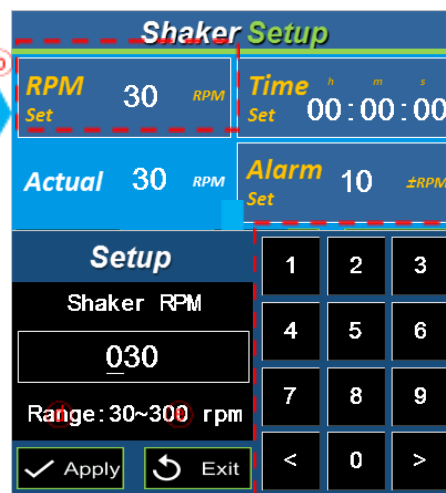 Shaker Setup
RPM Set 30 RPM
Time Set h m s 00:00:00
Actual 30 RPM
Alarm Set 10 ±RPM
Setup
Shaker RPM
030
Range:30~300 rpm
Apply Exit
1 2 3
4 5 6
7 8 9
< 0 >